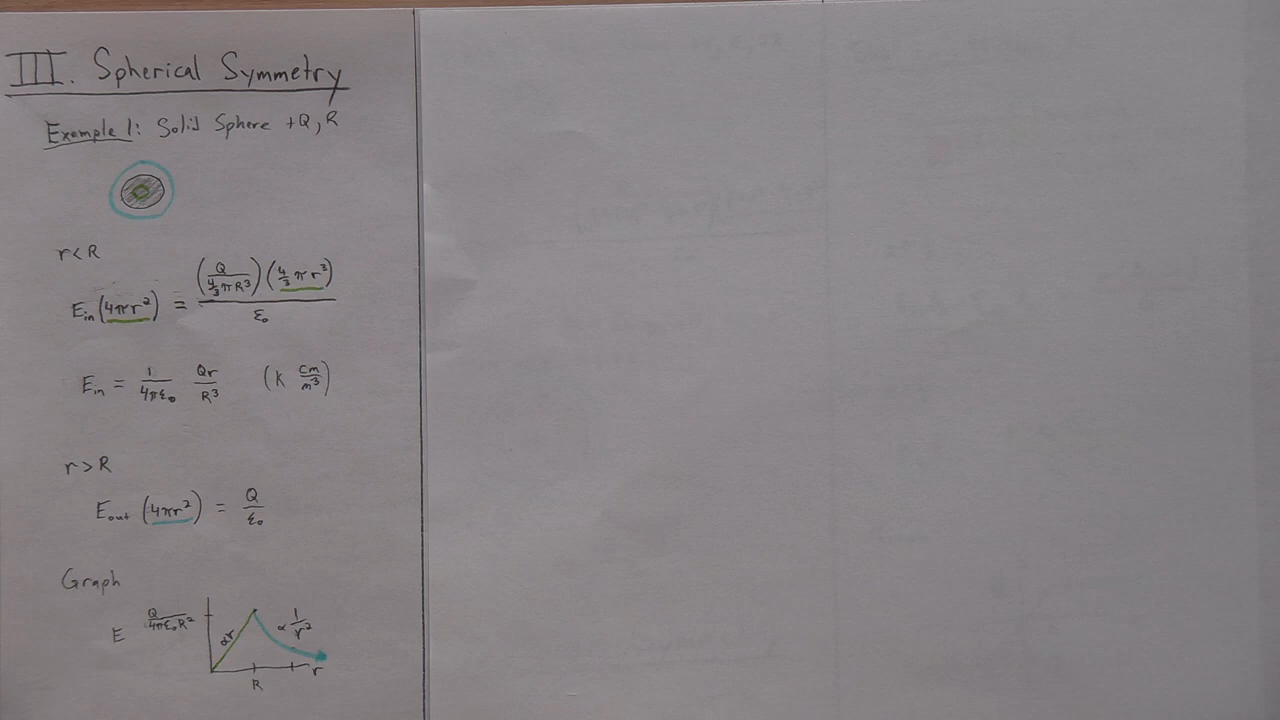 III. Spherical Symmetry
Example 1: Solid Sphere +Q, R
r<R
E_in (4πr²) = (Q / (4/3 πR³)) (4/3 πr³) / ε₀
E_in = 1/(4πε₀) Qr/R³ (k cm/m³)
r>R
E_out (4πr²) = Q/ε₀
Graph
E Q/(4πε₀R²) ∝r ∝ 1/r² r
R